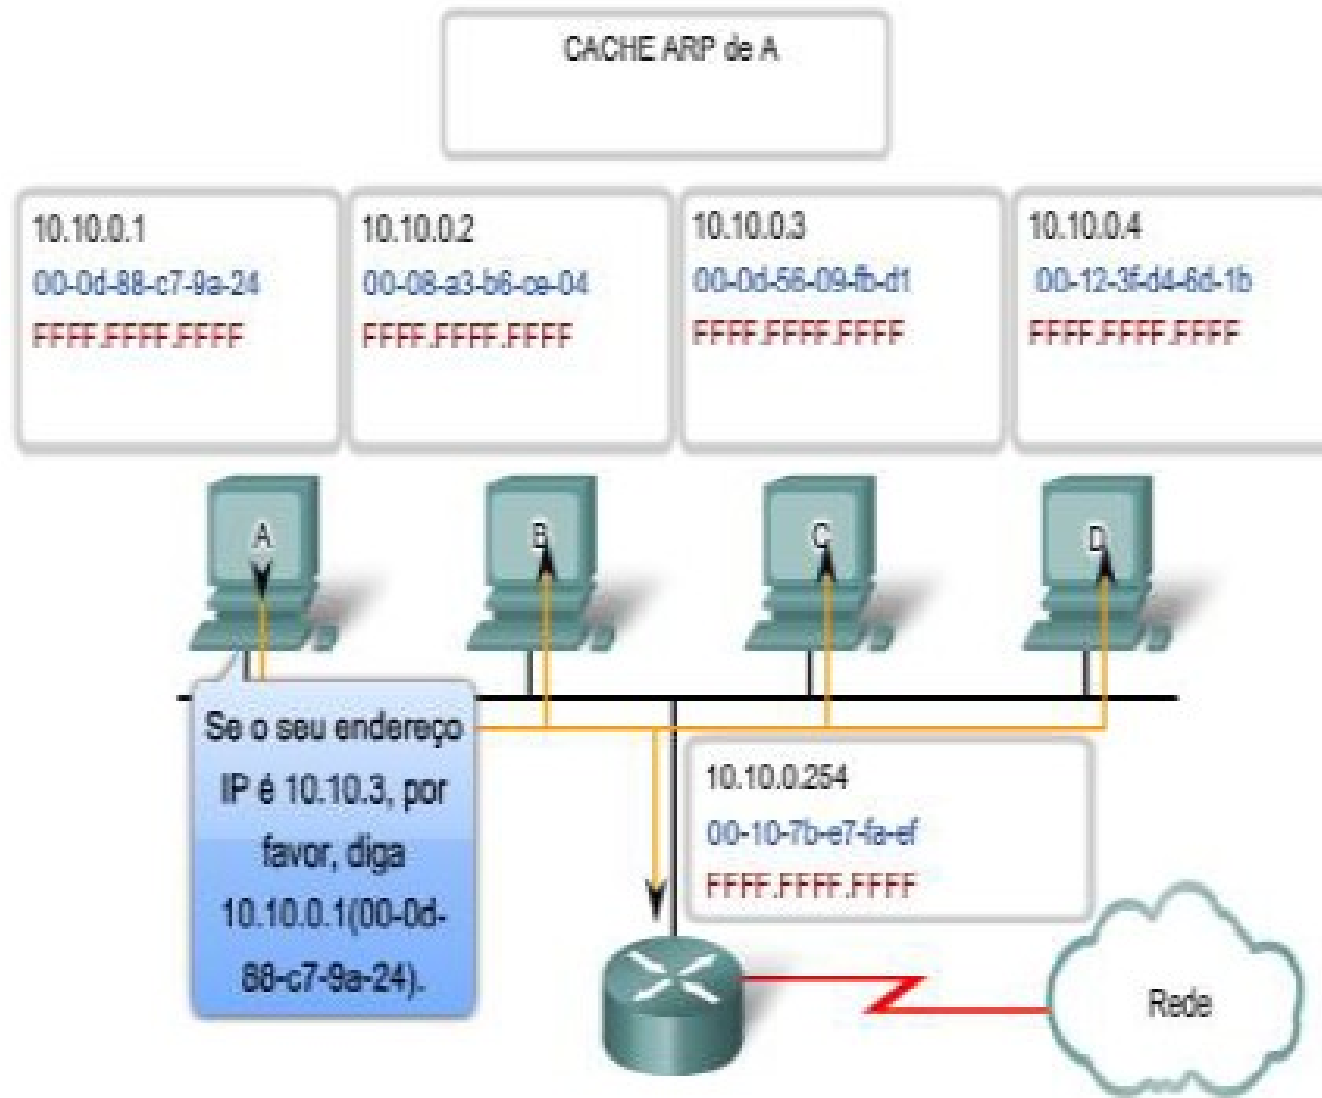 CACHE ARP de A
10.10.0.1
00-0d-88-c7-9a-24
FFFF.FFFF.FFFF
10.10.0.2
00-08-a3-b6-ce-04
FFFF.FFFF.FFFF
10.10.0.3
00-0d-56-09-fb-d1
FFFF.FFFF.FFFF
10.10.0.4
00-12-3f-d4-6d-1b
FFFF.FFFF.FFFF
A
B
C
D
Se o seu endereço
IP é 10.10.3, por
favor, diga
10.10.0.1(00-0d-
88-c7-9a-24).
10.10.0.254
00-10-7b-e7-fa-ef
FFFF.FFFF.FFFF
Rede